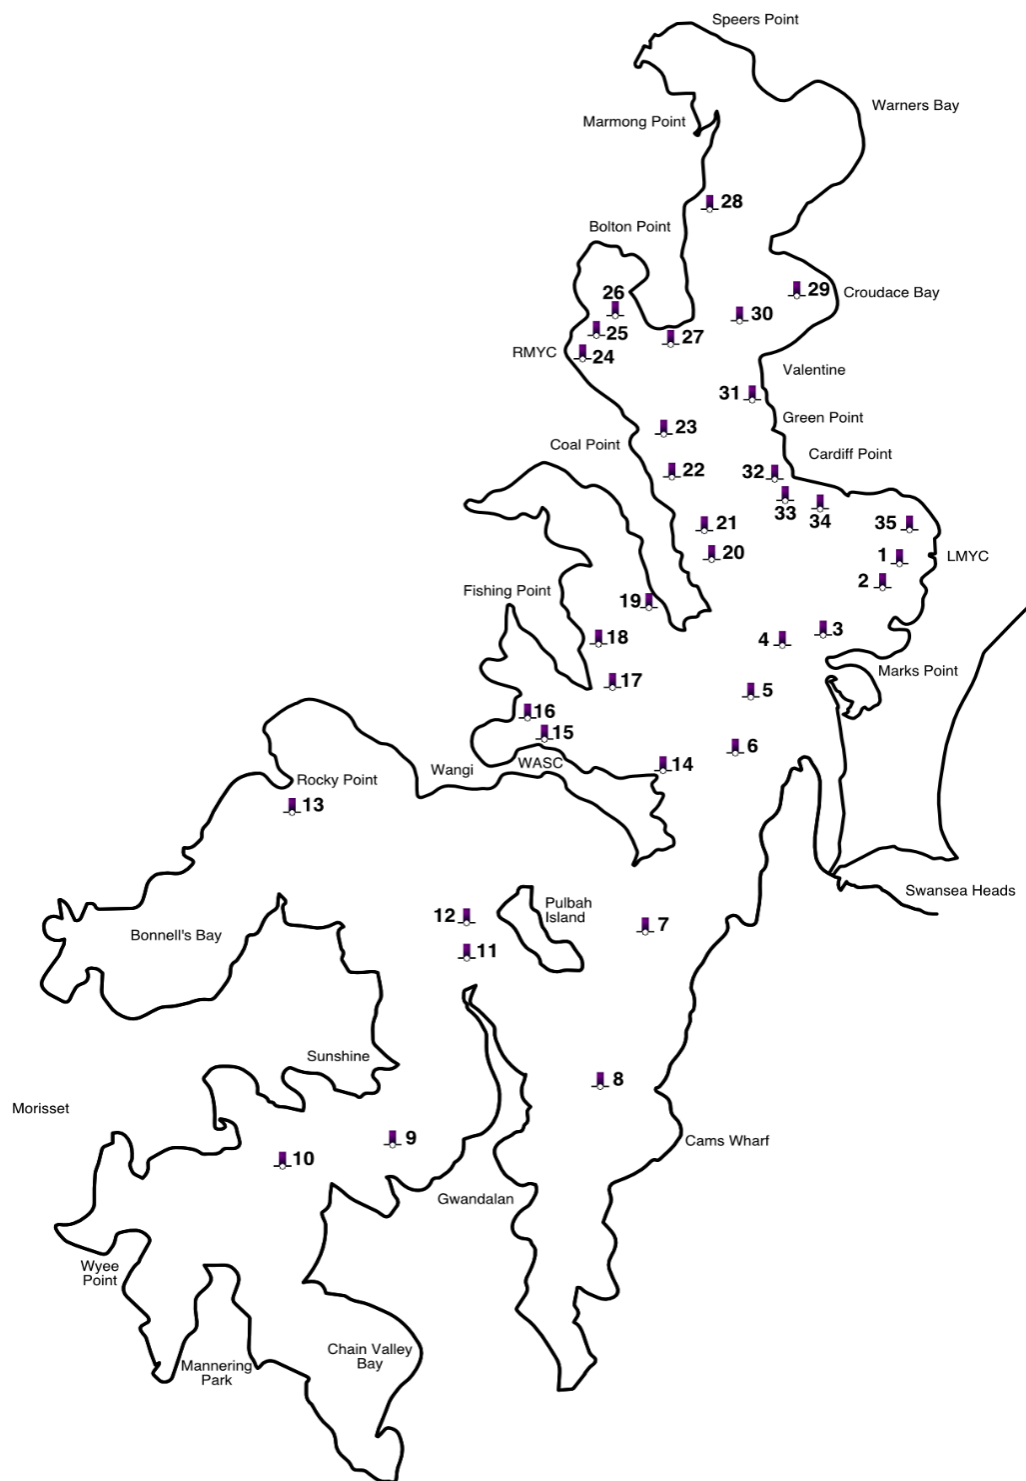 Speers Point
Warners Bay
Marmong Point
28
Bolton Point
29
Croudace Bay
26
30
25
27
RMYC
24
Valentine
31
Green Point
23
Coal Point
Cardiff Point
22
32
33
34
21
35
20
1
LMYC
2
Fishing Point
19
3
18
4
Marks Point
17
5
16
15
6
14
WASC
Wangi
Rocky Point
13
Swansea Heads
Pulbah
Island
12
7
Bonnell's Bay
11
Sunshine
8
Morisset
9
Cams Wharf
10
Gwandalan
Wyee
Point
Chain Valley
Bay
Mannering
Park